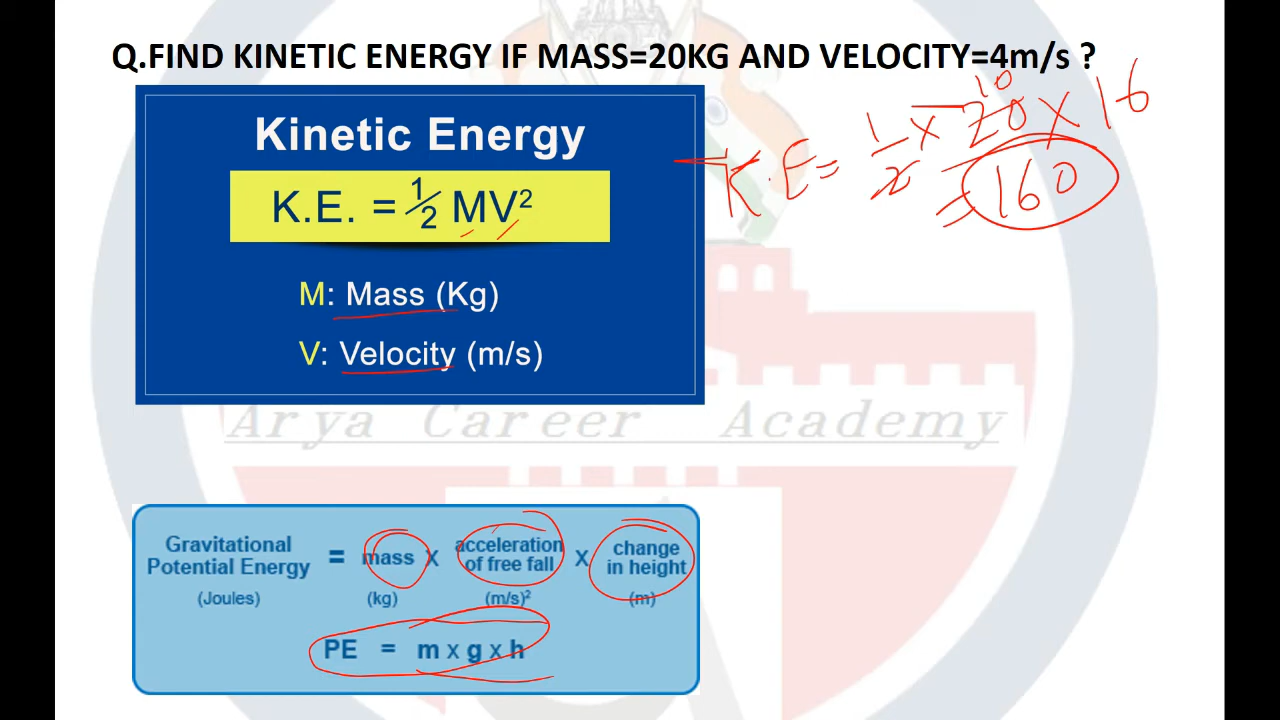 Q.FIND KINETIC ENERGY IF MASS=20KG AND VELOCITY=4m/s ?
Kinetic Energy
K.E. = 1/2 MV²
M: Mass (Kg)
V: Velocity (m/s)
10
K.E = 1/2 x 20 x 16
= 160
Arya Career Academy
Gravitational Potential Energy = mass X acceleration of free fall X change in height
(Joules) (kg) (m/s)² (m)
PE = m x g x h